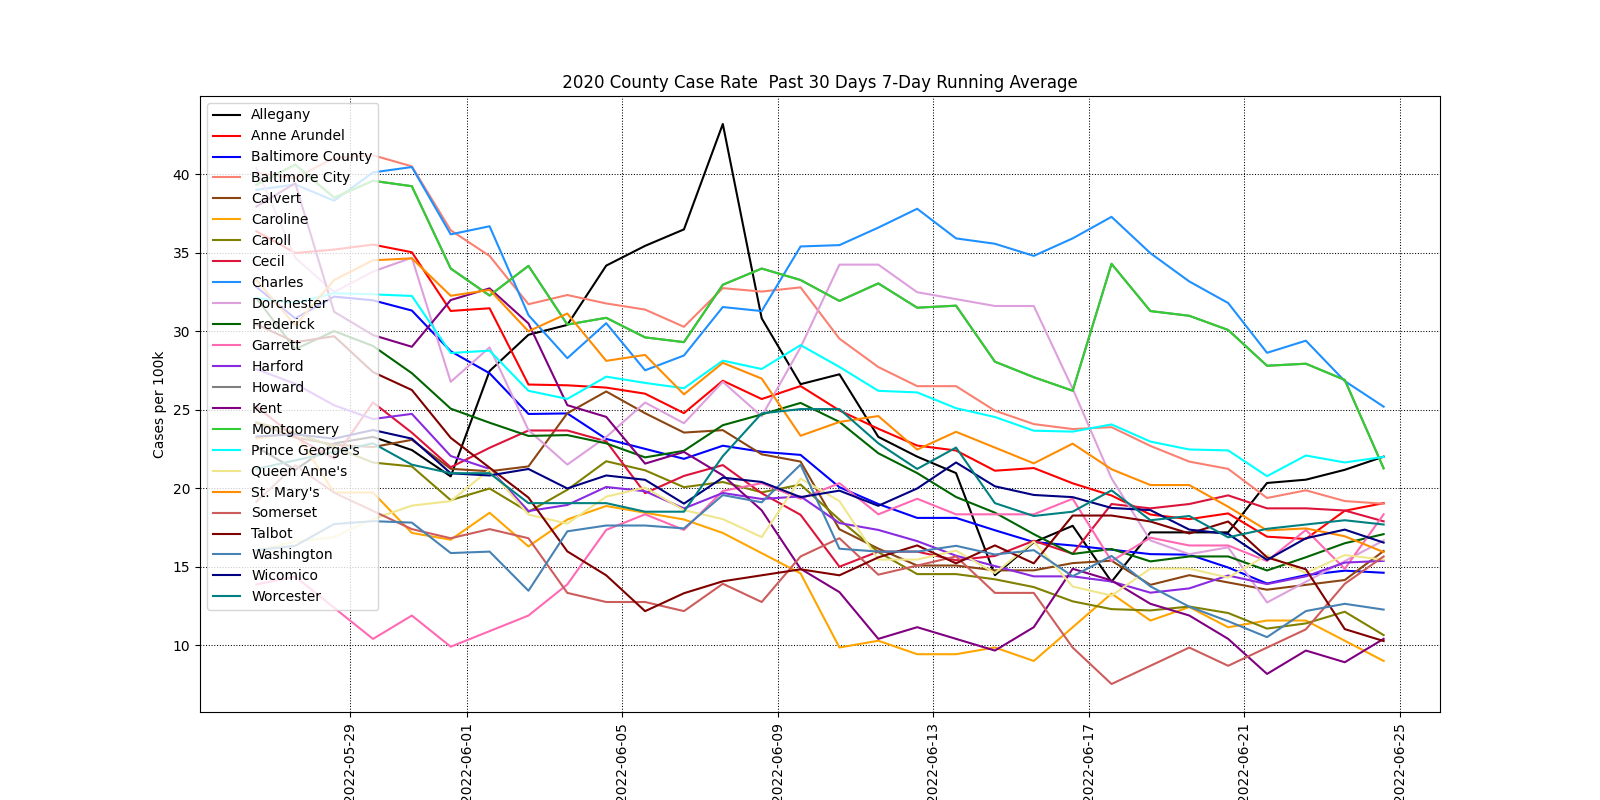 2020 County Case Rate  Past 30 Days 7-Day Running Average
Cases per 100k
40
35
30
25
20
15
10
Allegany
Anne Arundel
Baltimore County
Baltimore City
Calvert
Caroline
Caroll
Cecil
Charles
Dorchester
Frederick
Garrett
Harford
Howard
Kent
Montgomery
Prince George's
Queen Anne's
St. Mary's
Somerset
Talbot
Washington
Wicomico
Worcester
2022-05-29
2022-06-01
2022-06-05
2022-06-09
2022-06-13
2022-06-17
2022-06-21
2022-06-25